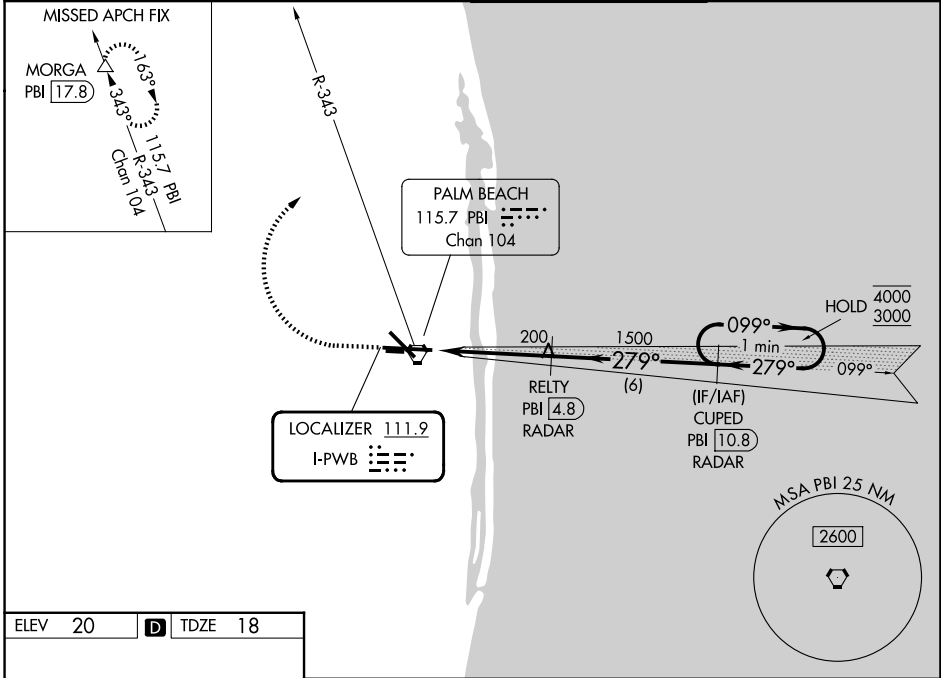 MISSED APCH FIX
MORGA
PBI 17.8
163°
343°
115.7 PBI
R-343
Chan 104
R-343
PALM BEACH
115.7 PBI
Chan 104
HOLD 4000
3000
099°
1 min
200
1500
279°
279°
099°
(6)
RELTY
PBI 4.8
RADAR
(IF/IAF)
CUPED
PBI 10.8
RADAR
LOCALIZER 111.9
I-PWB
MSA PBI 25 NM
2600
ELEV 20 D TDZE 18